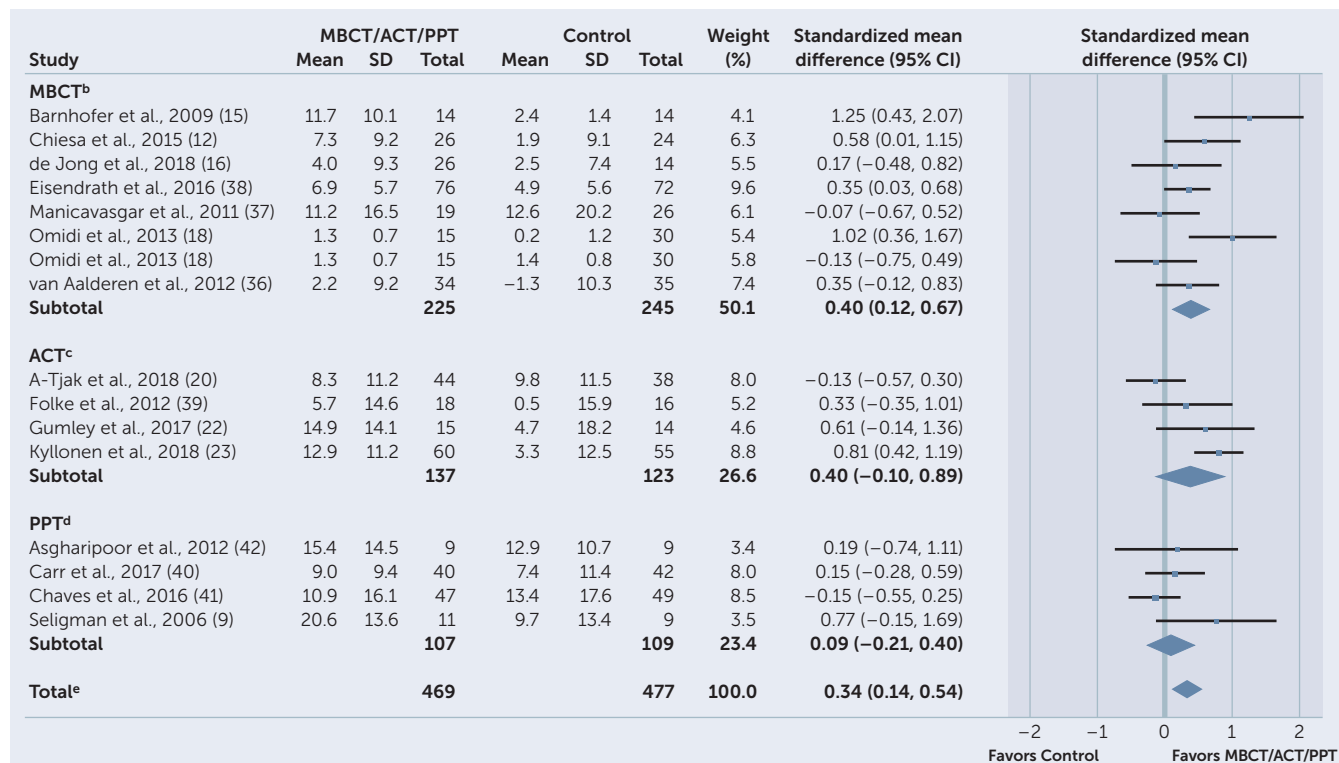 MBCT/ACT/PPT Control Weight Standardized mean Standardized mean
Study Mean SD Total Mean SD Total (%) difference (95% CI) difference (95% CI)
MBCTᵇ
Barnhofer et al., 2009 (15) 11.7 10.1 14 2.4 1.4 14 4.1 1.25 (0.43, 2.07)
Chiesa et al., 2015 (12) 7.3 9.2 26 1.9 9.1 24 6.3 0.58 (0.01, 1.15)
de Jong et al., 2018 (16) 4.0 9.3 26 2.5 7.4 14 5.5 0.17 (−0.48, 0.82)
Eisendrath et al., 2016 (38) 6.9 5.7 76 4.9 5.6 72 9.6 0.35 (0.03, 0.68)
Manicavasgar et al., 2011 (37) 11.2 16.5 19 12.6 20.2 26 6.1 −0.07 (−0.67, 0.52)
Omidi et al., 2013 (18) 1.3 0.7 15 0.2 1.2 30 5.4 1.02 (0.36, 1.67)
Omidi et al., 2013 (18) 1.3 0.7 15 1.4 0.8 30 5.8 −0.13 (−0.75, 0.49)
van Aalderen et al., 2012 (36) 2.2 9.2 34 −1.3 10.3 35 7.4 0.35 (−0.12, 0.83)
Subtotal 225 245 50.1 0.40 (0.12, 0.67)
ACTᶜ
A-Tjak et al., 2018 (20) 8.3 11.2 44 9.8 11.5 38 8.0 −0.13 (−0.57, 0.30)
Folke et al., 2012 (39) 5.7 14.6 18 0.5 15.9 16 5.2 0.33 (−0.35, 1.01)
Gumley et al., 2017 (22) 14.9 14.1 15 4.7 18.2 14 4.6 0.61 (−0.14, 1.36)
Kyllonen et al., 2018 (23) 12.9 11.2 60 3.3 12.5 55 8.8 0.81 (0.42, 1.19)
Subtotal 137 123 26.6 0.40 (−0.10, 0.89)
PPTᵈ
Asgharipoor et al., 2012 (42) 15.4 14.5 9 12.9 10.7 9 3.4 0.19 (−0.74, 1.11)
Carr et al., 2017 (40) 9.0 9.4 40 7.4 11.4 42 8.0 0.15 (−0.28, 0.59)
Chaves et al., 2016 (41) 10.9 16.1 47 13.4 17.6 49 8.5 −0.15 (−0.55, 0.25)
Seligman et al., 2006 (9) 20.6 13.6 11 9.7 13.4 9 3.5 0.77 (−0.15, 1.69)
Subtotal 107 109 23.4 0.09 (−0.21, 0.40)
Totalᵉ 469 477 100.0 0.34 (0.14, 0.54)
−2 −1 0 1 2
Favors Control Favors MBCT/ACT/PPT